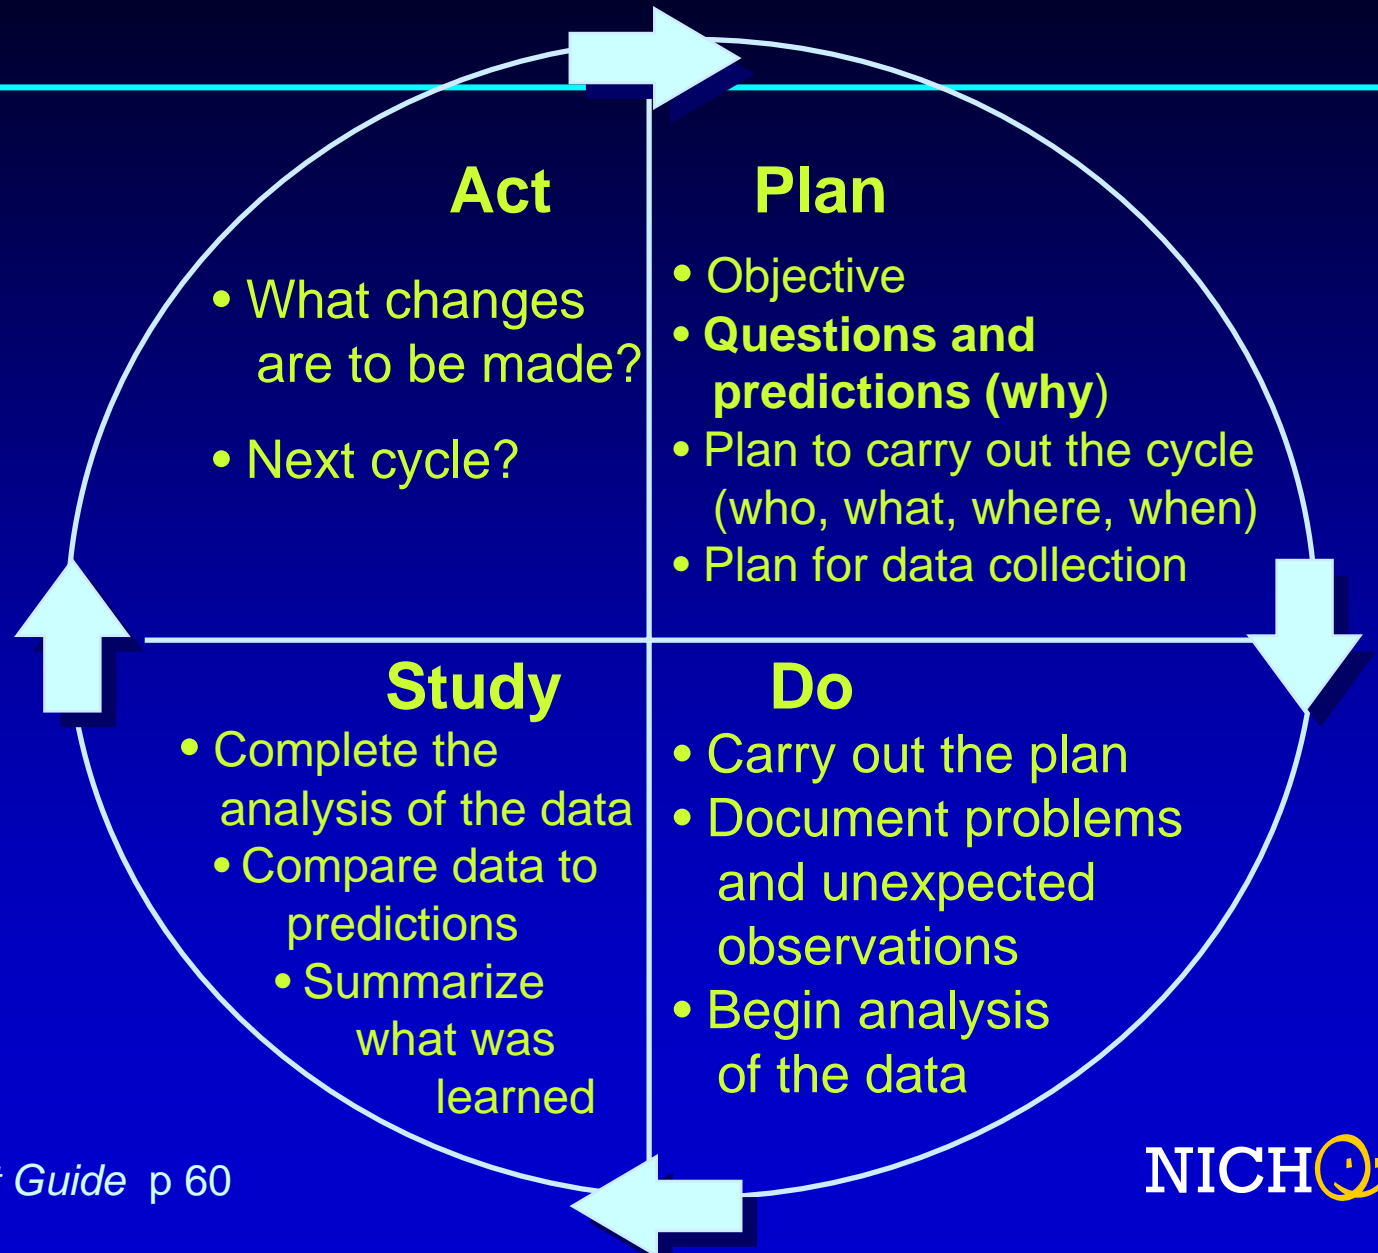 Act
• What changes
are to be made?
• Next cycle?
Plan
• Objective
• Questions and
predictions (why)
• Plan to carry out the cycle
(who, what, where, when)
• Plan for data collection
Study
• Complete the
analysis of the data
• Compare data to
predictions
• Summarize
what was
learned
Do
• Carry out the plan
• Document problems
and unexpected
observations
• Begin analysis
of the data
Guide p 60
NICHQ